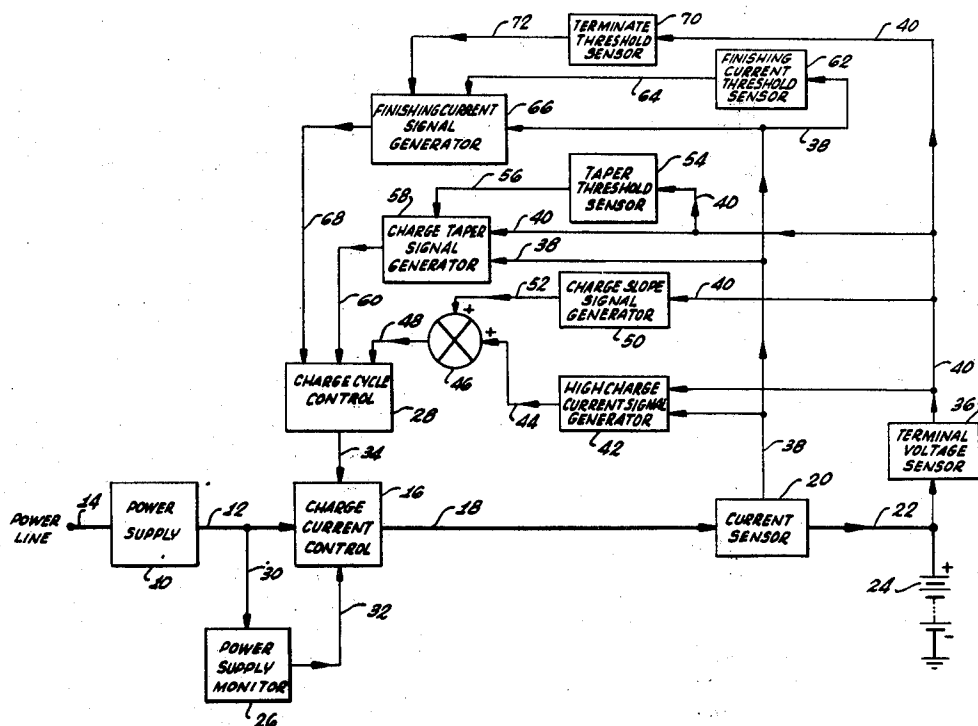 72
TERMINATE
THRESHOLD
SENSOR
70
40
FINISHING
CURRENT
THRESHOLD
SENSOR
62
64
FINISHING CURRENT
SIGNAL
GENERATOR
66
38
68
56
TAPER
THRESHOLD
SENSOR
54
58
40
40
CHARGE TAPER
SIGNAL
GENERATOR
38
60
52
CHARGE SLOPE
SIGNAL
GENERATOR
50
40
48
+
+
46
CHARGE CYCLE
CONTROL
28
44
HIGH CHARGE
CURRENT SIGNAL
GENERATOR
42
40
36
TERMINAL
VOLTAGE
SENSOR
34
38
POWER
LINE
14
POWER
SUPPLY
10
12
16
CHARGE
CURRENT
CONTROL
18
20
CURRENT
SENSOR
22
30
32
24
+
-
POWER
SUPPLY
MONITOR
26